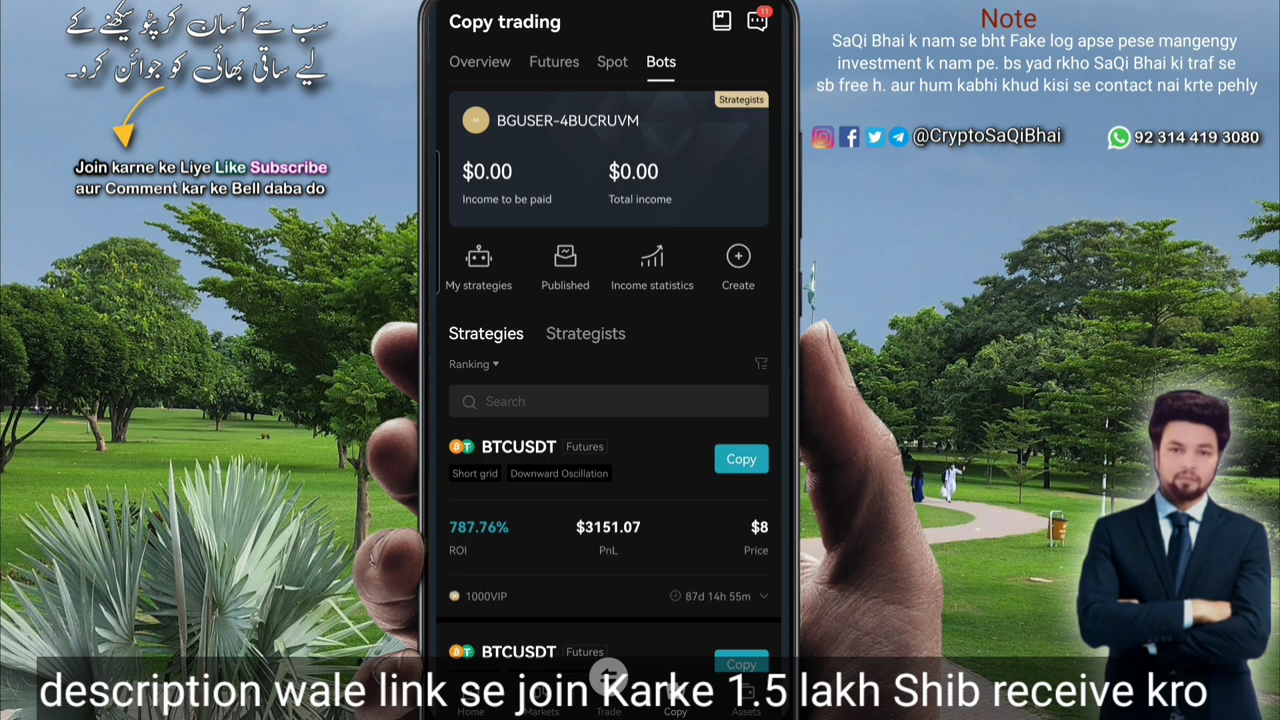 سب سے آسان کرپٹو سیکھنے کے
لیے ساقی بھائی کو جوائن کرو۔
Join karne ke Liye Like Subscribe
aur Comment kar ke Bell daba do
Copy trading
11
Overview Futures Spot Bots
Strategists
BGUSER-4BUCRUVM
$0.00 $0.00
Income to be paid Total income
My strategies Published Income statistics Create
Strategies Strategists
Ranking
Search
BTCUSDT Futures
Copy
Short grid Downward Oscillation
787.76% $3151.07 $8
ROI PnL Price
1000VIP 87d 14h 55m
BTCUSDT Futures
Copy
Home Markets Trade Copy Assets
Note
SaQi Bhai k nam se bht Fake log apse pese mangengy
investment k nam pe. bs yad rkho SaQi Bhai ki traf se
sb free h. aur hum kabhi khud kisi se contact nai krte pehly
@CryptoSaQiBhai 92 314 419 3080
description wale link se join Karke 1.5 lakh Shib receive kro